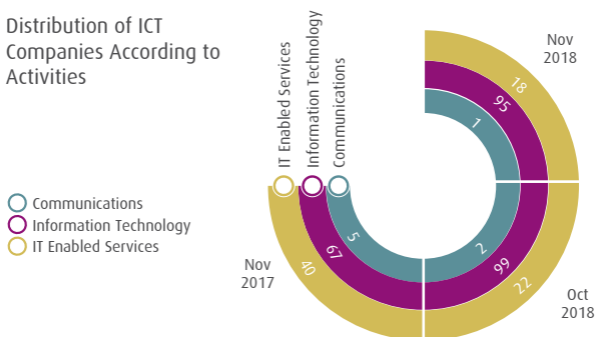 Distribution of ICT
Companies According to
Activities
IT Enabled Services
Information Technology
Communications
Nov
2018
18
95
1
Communications
Information Technology
IT Enabled Services
5
67
40
2
99
22
Nov
2017
Oct
2018